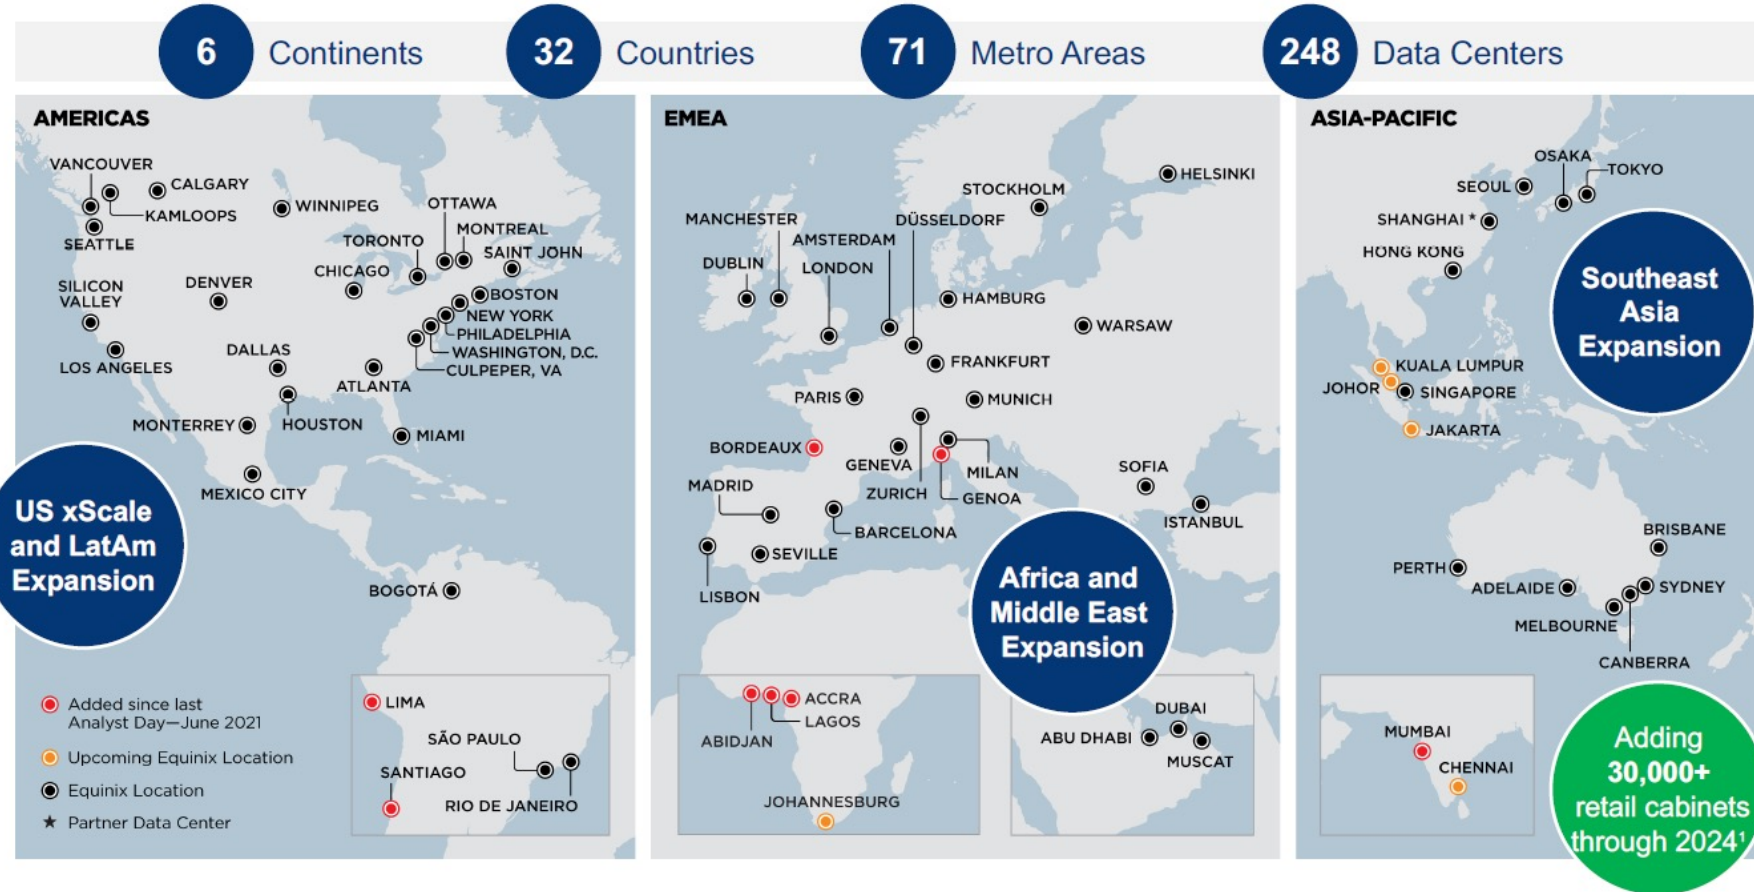 6 Continents
32 Countries
71 Metro Areas
248 Data Centers
AMERICAS
VANCOUVER
CALGARY
KAMLOOPS
SEATTLE
WINNIPEG
OTTAWA
MONTREAL
TORONTO
SAINT JOHN
CHICAGO
SILICON
VALLEY
DENVER
BOSTON
NEW YORK
PHILADELPHIA
WASHINGTON, D.C.
CULPEPER, VA
LOS ANGELES
DALLAS
ATLANTA
MONTERREY
HOUSTON
MIAMI
MEXICO CITY
US xScale
and LatAm
Expansion
BOGOTÁ
Added since last
Analyst Day—June 2021
Upcoming Equinix Location
Equinix Location
★ Partner Data Center
LIMA
SÃO PAULO
SANTIAGO
RIO DE JANEIRO
EMEA
HELSINKI
STOCKHOLM
MANCHESTER
DÜSSELDORF
AMSTERDAM
DUBLIN
LONDON
HAMBURG
WARSAW
FRANKFURT
PARIS
MUNICH
BORDEAUX
GENEVA
MILAN
SOFIA
MADRID
ZURICH
GENOA
ISTANBUL
BARCELONA
SEVILLE
LISBON
Africa and
Middle East
Expansion
ACCRA
LAGOS
ABIDJAN
JOHANNESBURG
DUBAI
ABU DHABI
MUSCAT
ASIA-PACIFIC
OSAKA
TOKYO
SEOUL
SHANGHAI *
HONG KONG
Southeast
Asia
Expansion
KUALA LUMPUR
JOHOR
SINGAPORE
JAKARTA
BRISBANE
PERTH
ADELAIDE
SYDNEY
MELBOURNE
CANBERRA
MUMBAI
CHENNAI
Adding
30,000+
retail cabinets
through 2024¹